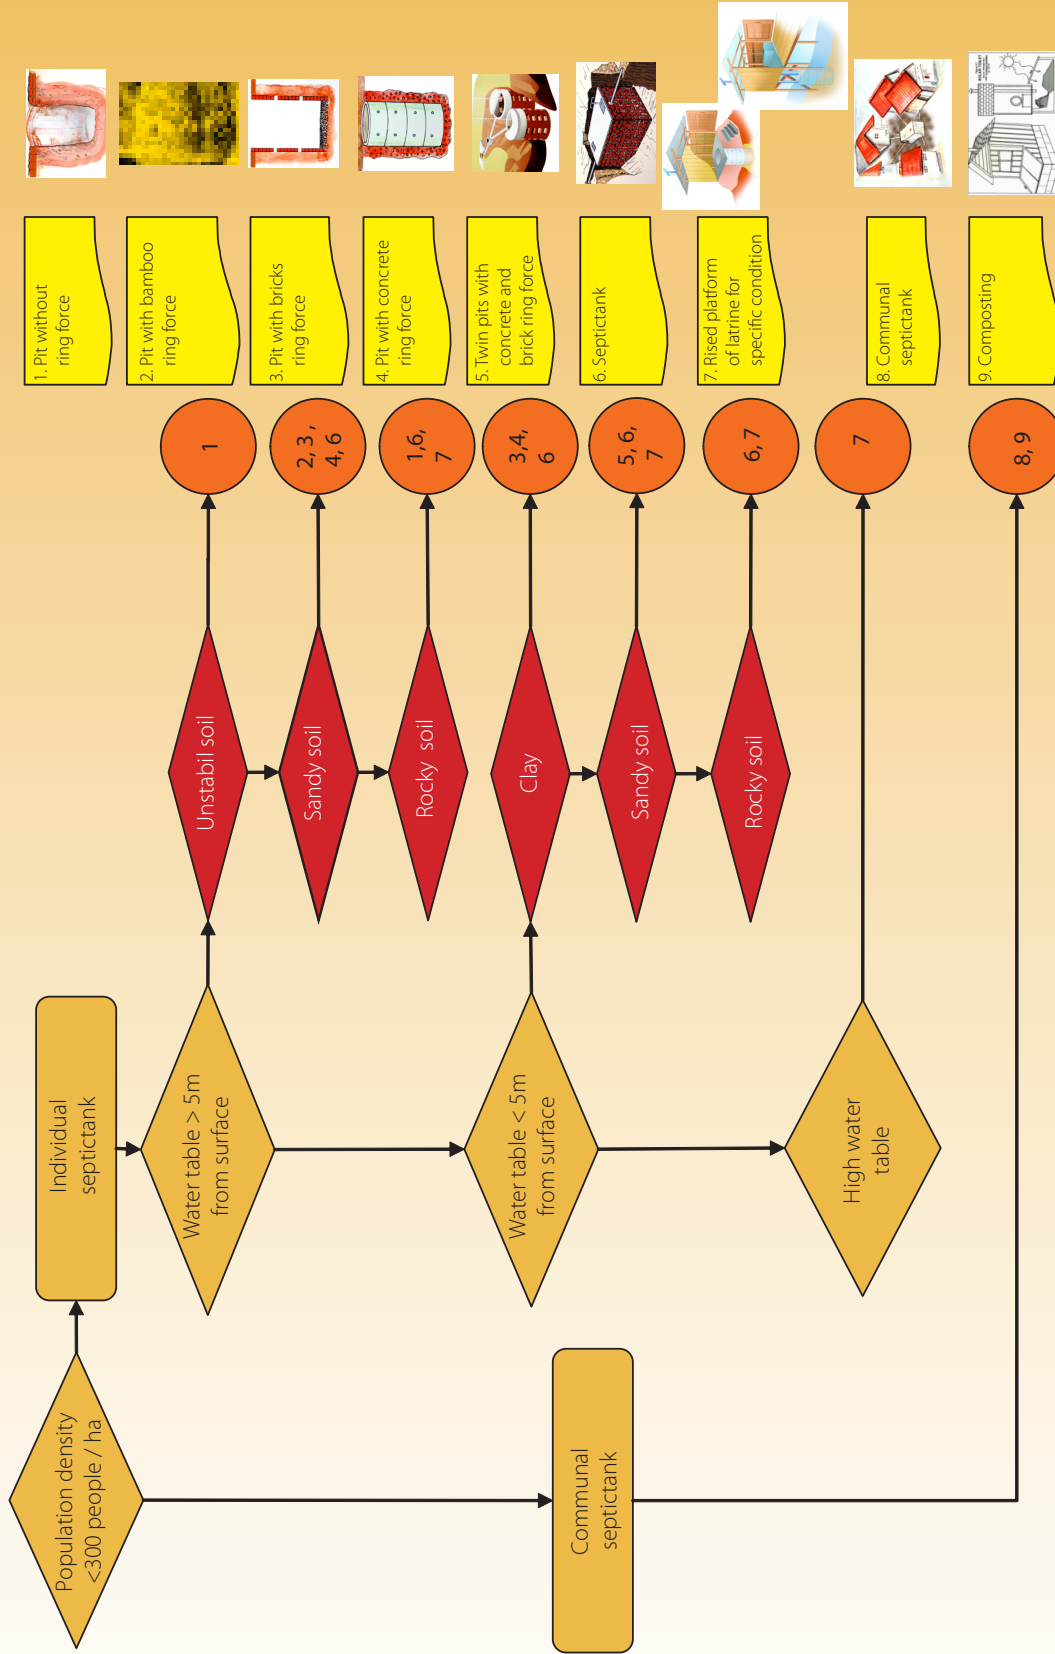 Population density
<300 people / ha
Individual
septictank
Communal
septictank
Water table > 5m
from surface
Water table < 5m
from surface
High water
table
Unstabil soil
Sandy soil
Rocky soil
Clay
Sandy soil
Rocky soil
1
2, 3 ,
4, 6
1,6,
7
3,4,
6
5, 6,
7
6, 7
7
8, 9
1. Pit without
ring force
2. Pit with bamboo
ring force
3. Pit with bricks
ring force
4. Pit with concrete
ring force
5. Twin pits with
concrete and
brick ring force
6. Septictank
7. Rised platform
of latrine for
specific condition
8. Communal
septictank
9. Composting